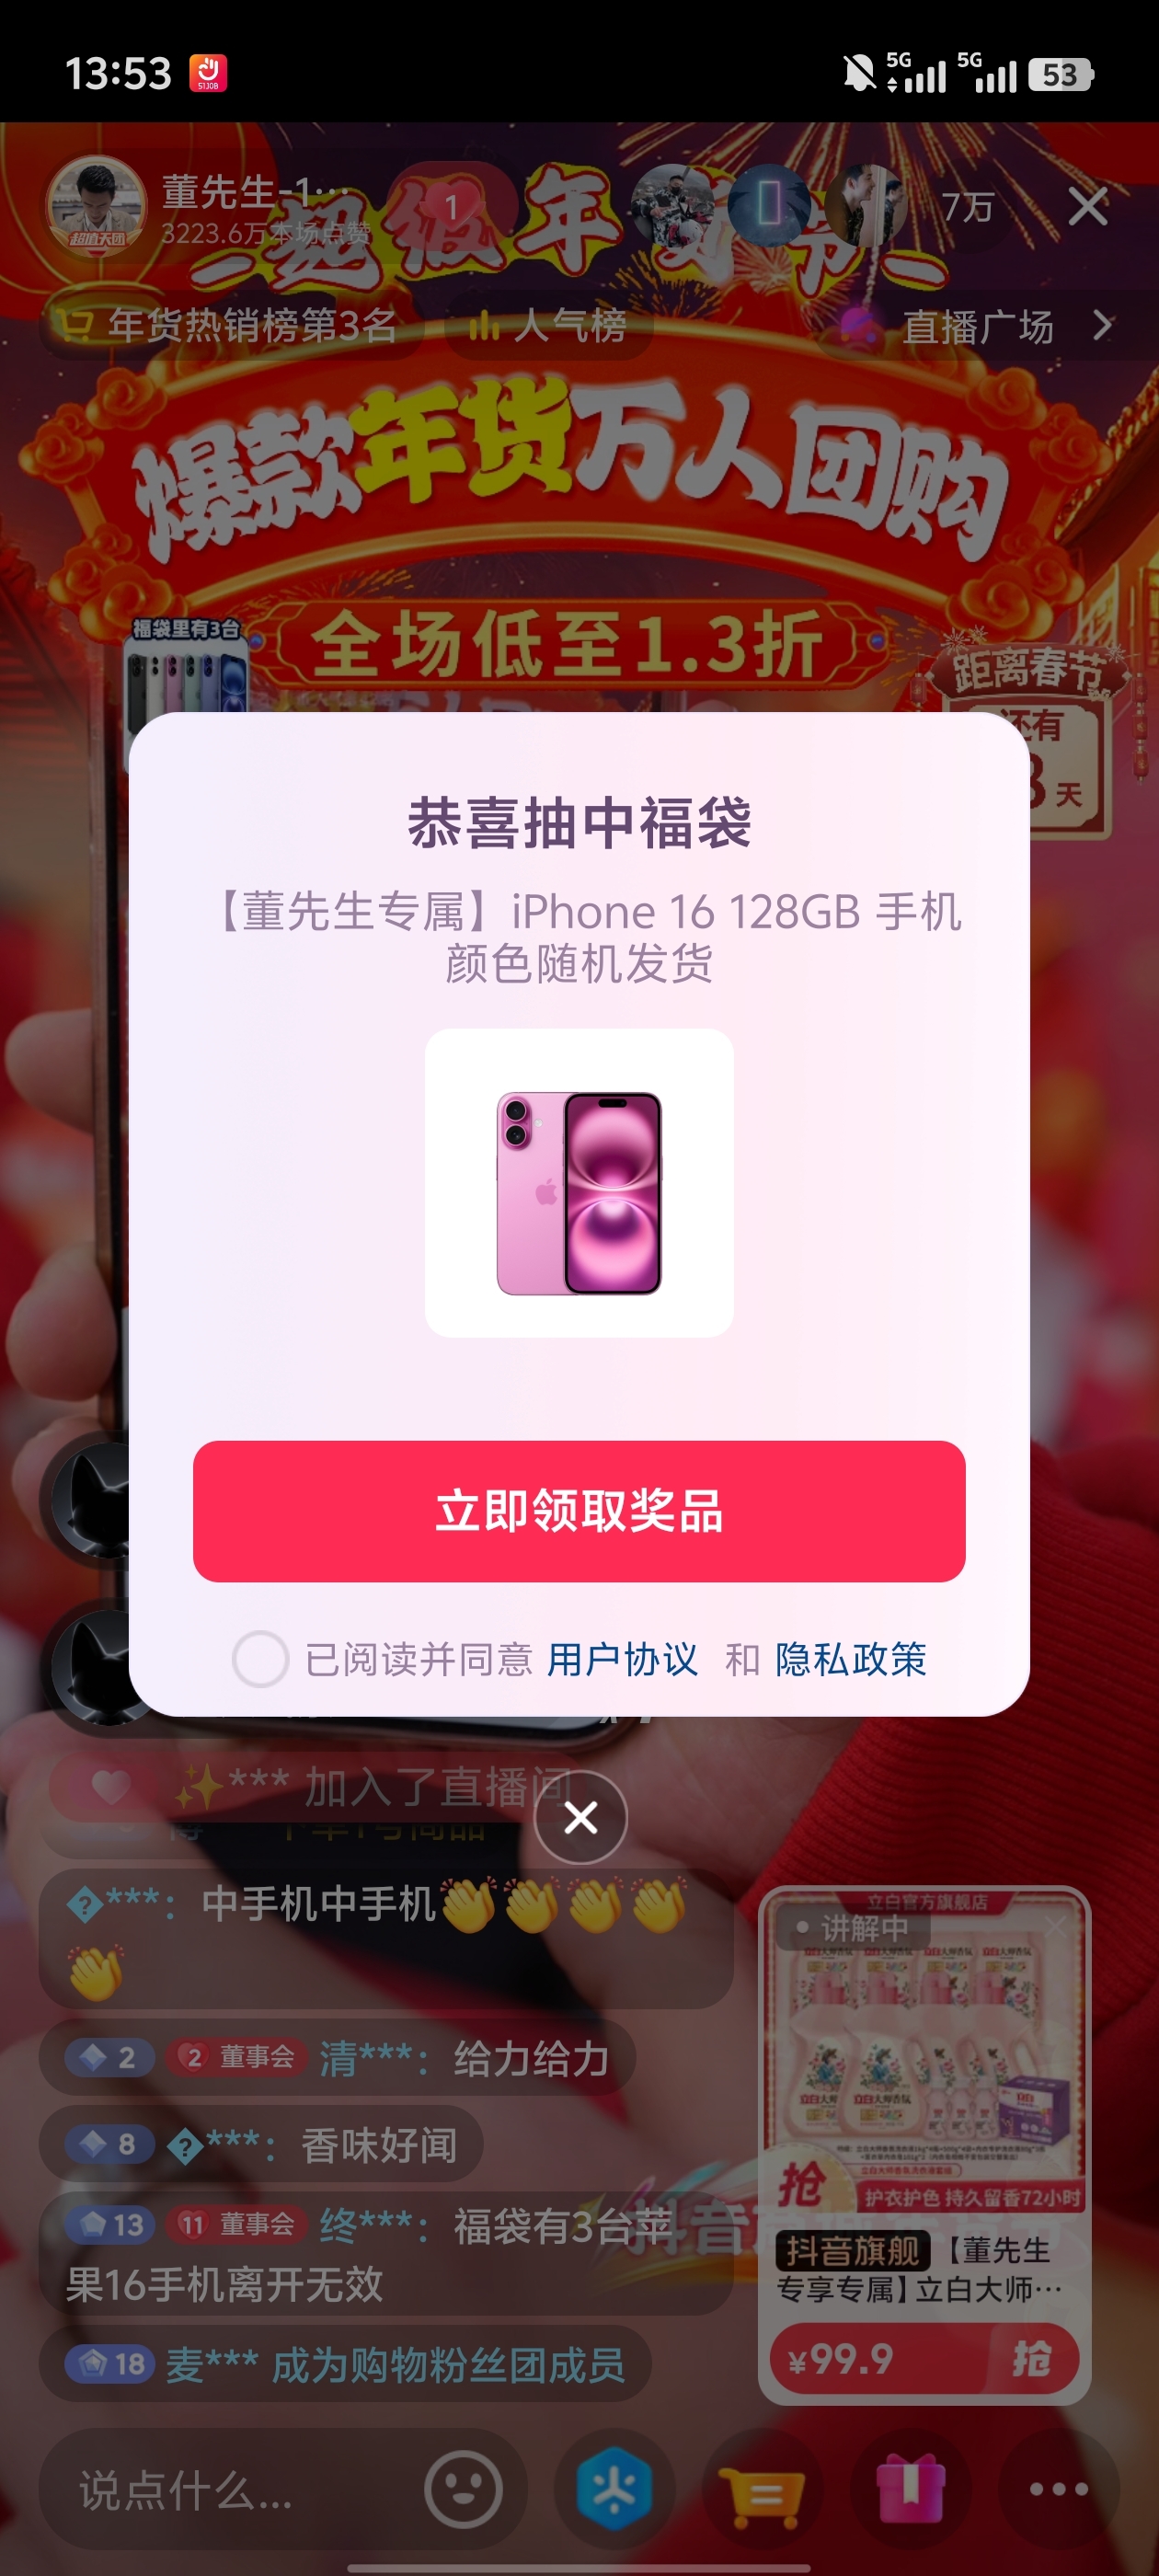 13:53
51JOB
5G
5G
53
董先生-1…
3223.6万本场点赞
超值天团
1
7万
超级年货节
年货热销榜第3名
人气榜
直播广场
爆款年货万人团购
福袋里有3台
全场低至1.3折
距离春节
还有
天
恭喜抽中福袋
【董先生专属】iPhone 16 128GB 手机
颜色随机发货
立即领取奖品
已阅读并同意 用户协议 和 隐私政策
✨*** 加入了直播间
***：中手机中手机👏👏👏👏
👏
2 2 董事会 清***：给力给力
8 ***：香味好闻
13 11 董事会 终***：福袋有3台苹
果16手机离开无效
18 麦*** 成为购物粉丝团成员
立白官方旗舰店
讲解中
抢
护衣护色 持久留香72小时
抖音
抖音旗舰 【董先生
专享专属】立白大师…
¥99.9
抢
说点什么...